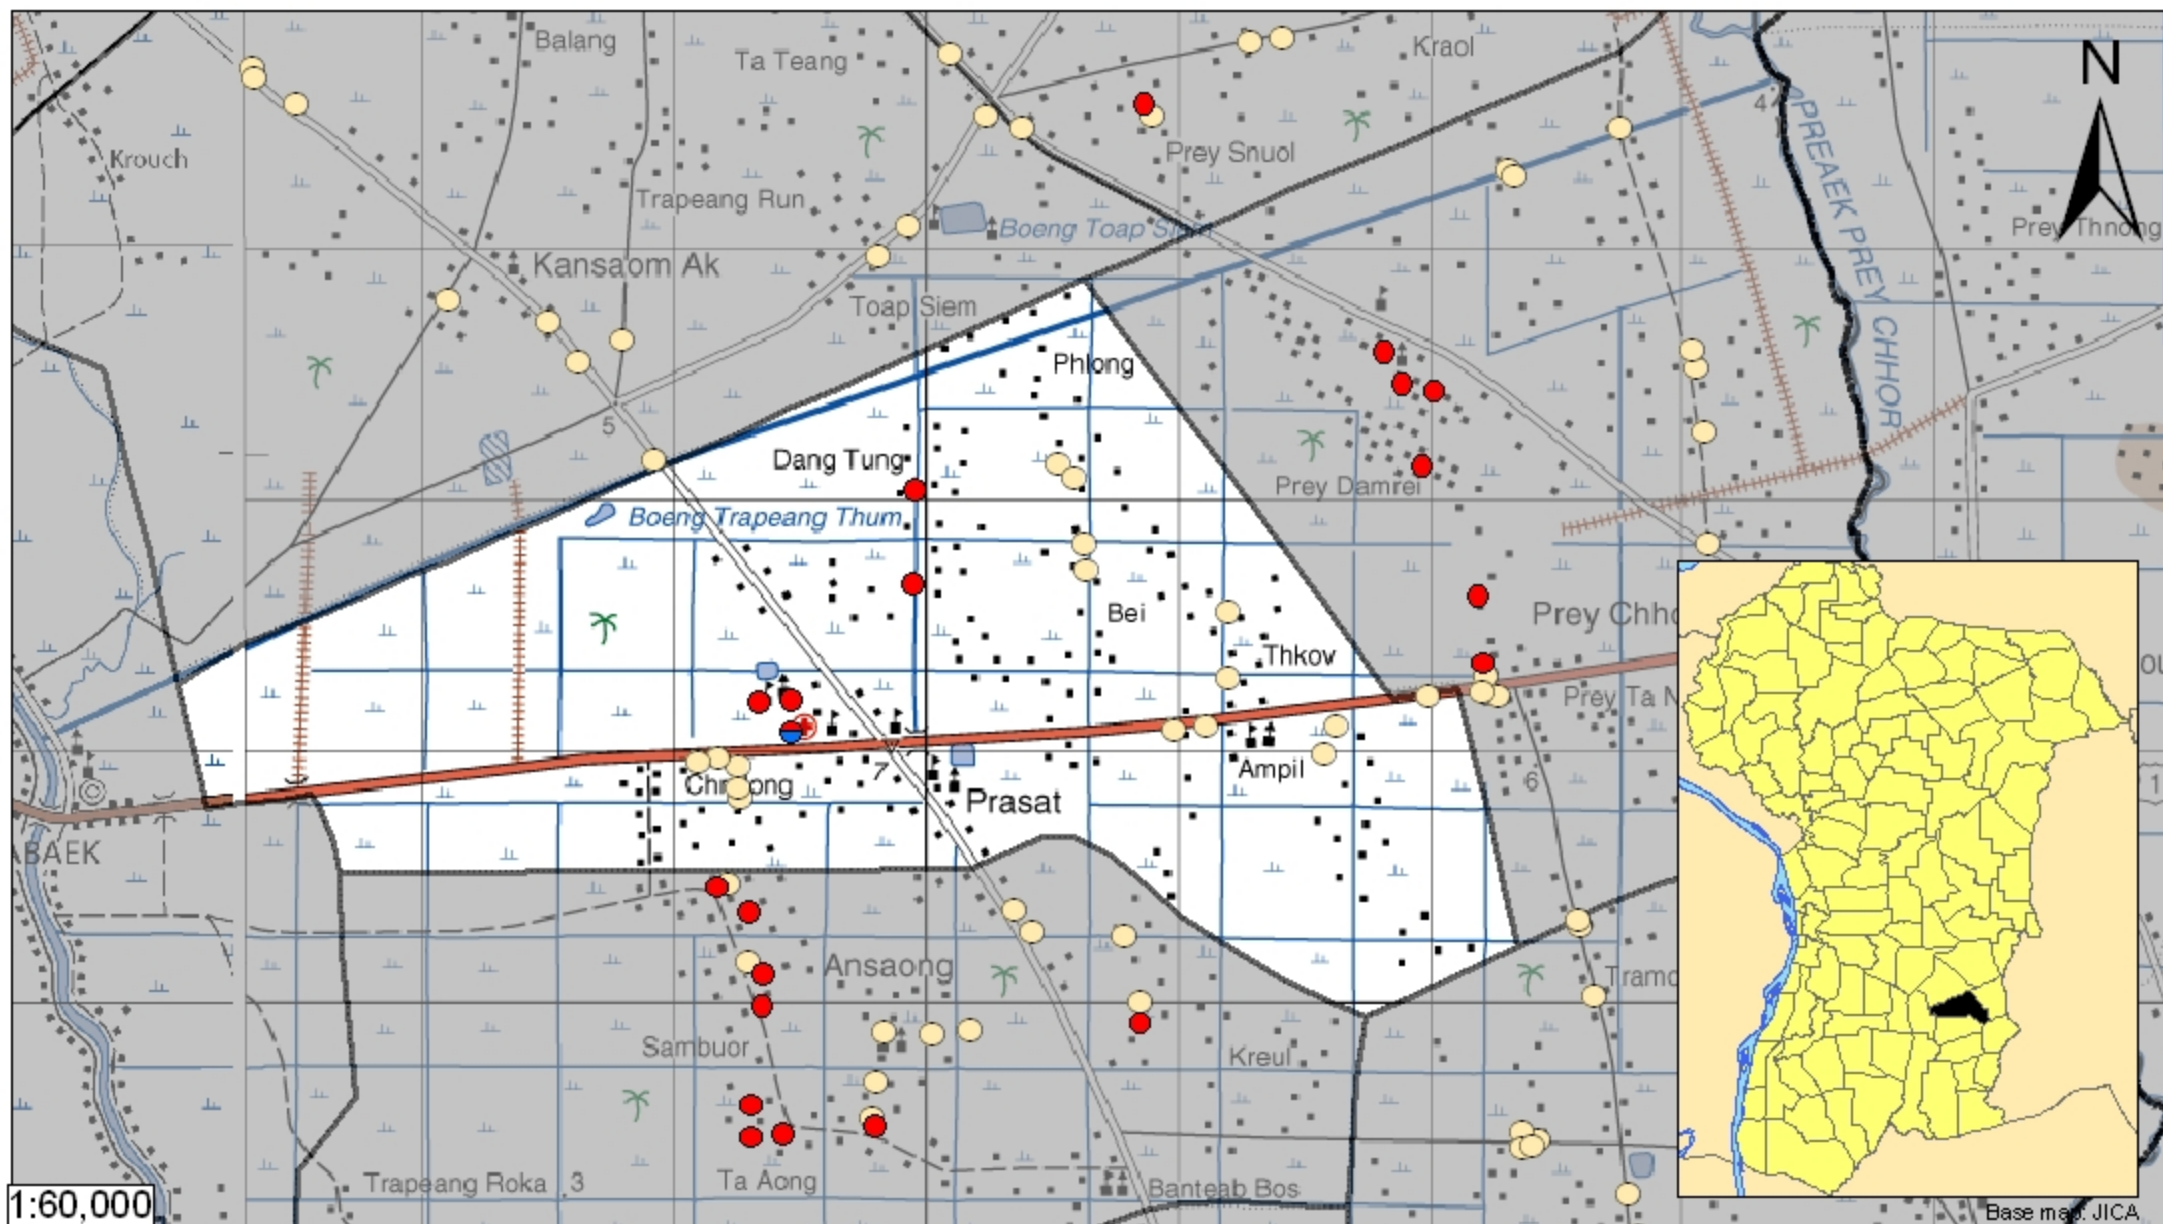 Balang
Ta Teang
Kraol
N
4
PREAEK PREY CHHOR
Krouch
Prey Snuol
Trapeang Run
Boeng Toap Siem
Prey Thnong
Kansaom Ak
Toap Siem
Phlong
5
Dang Tung
Prey Damrei
Boeng Trapeang Thum
Bei
Prey Chho
Thkov
Prey Ta N
Ampil
6
7
Prasat
1
BAEK
Ansaong
Tramo
Sambuor
Kreul
Trapeang Roka
3
Ta Aong
Banteab Bos
1:60,000
Base map: JICA